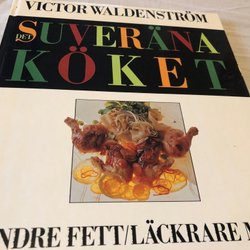 VICTOR WALDENSTRÖM
DET
SUVERÄNA
KÖKET
NDRE FETT/LÄCKRARE